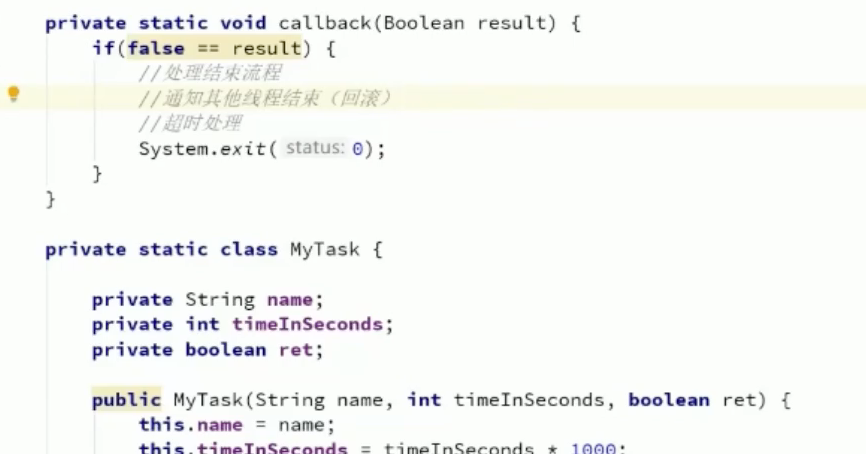 private static void callback(Boolean result) {
if(false == result) {
//处理结束流程
//通知其他线程结束（回滚）
//超时处理
System.exit( status: 0);
}
}
private static class MyTask {
private String name;
private int timeInSeconds;
private boolean ret;
public MyTask(String name, int timeInSeconds, boolean ret) {
this.name = name;
this.timeInSeconds = timeInSeconds * 1000;